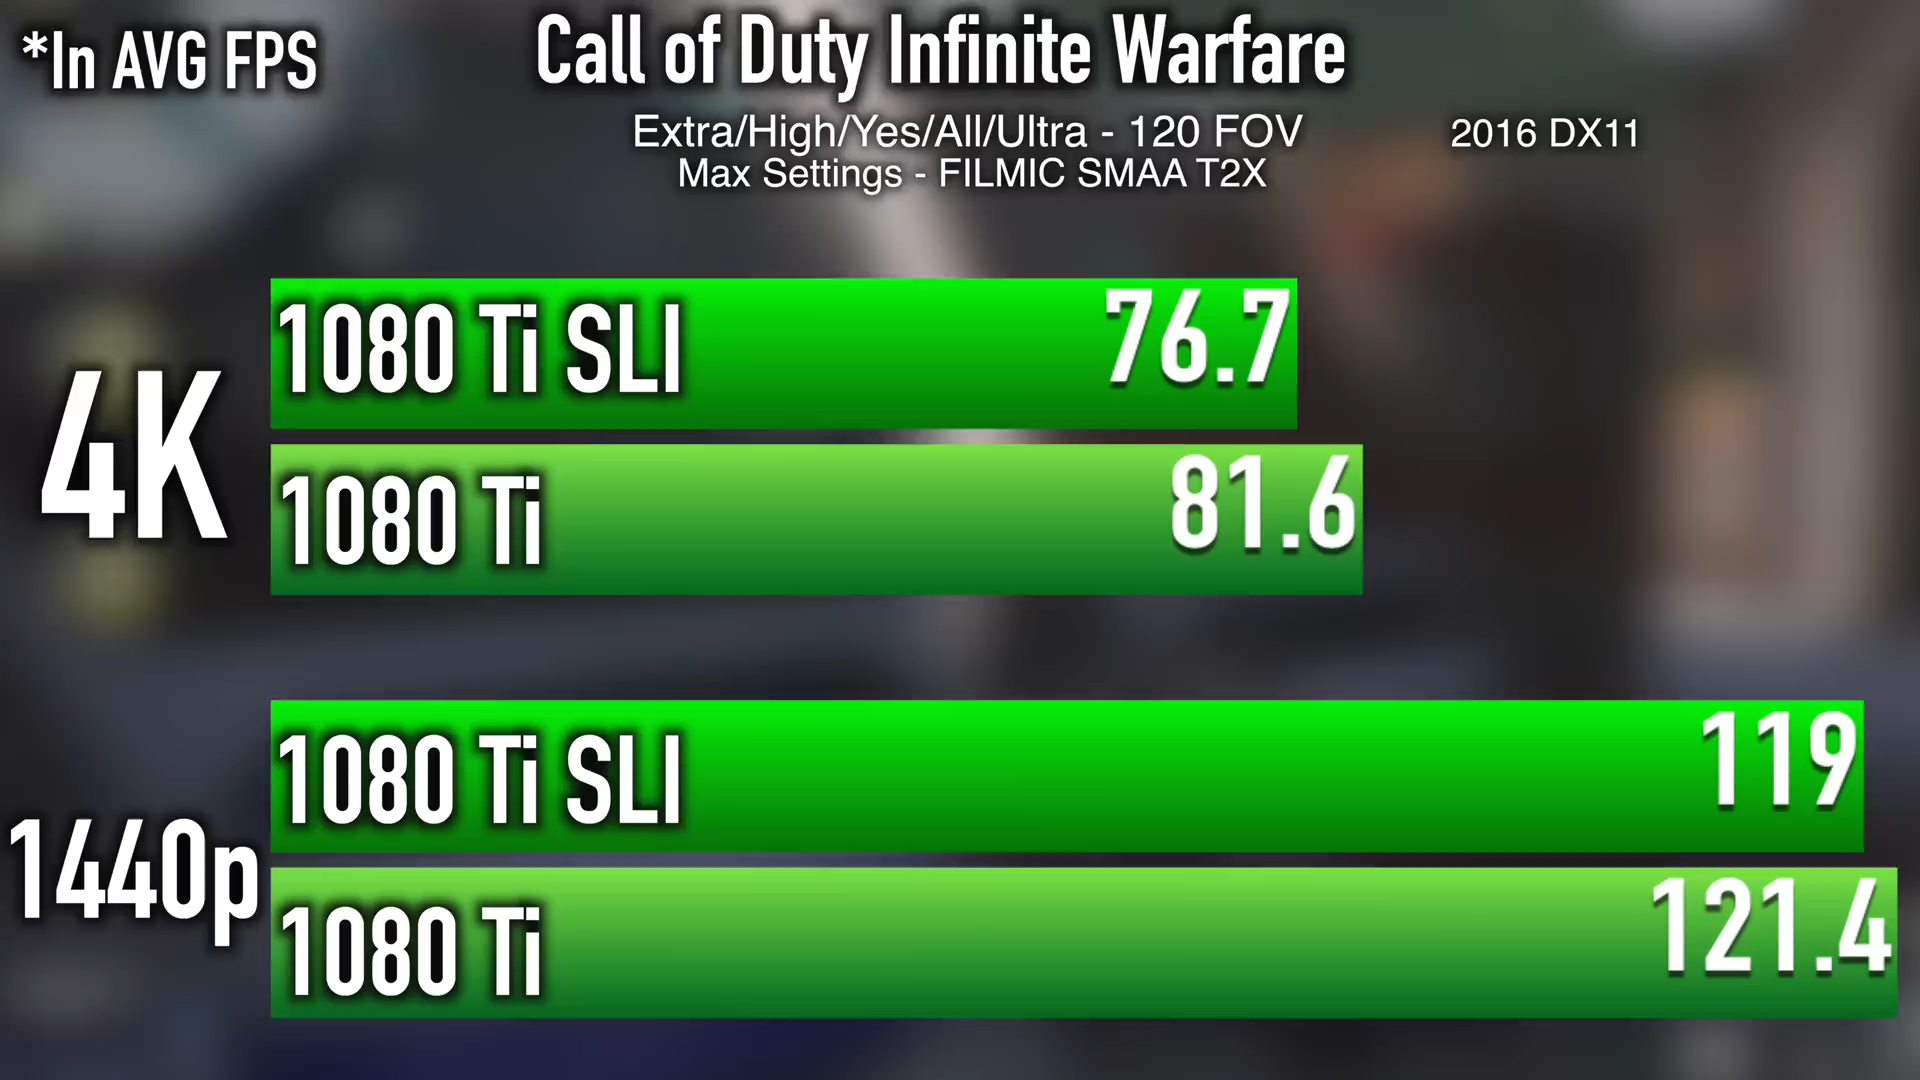 *In AVG FPS
Call of Duty Infinite Warfare
Extra/High/Yes/All/Ultra - 120 FOV
2016 DX11
Max Settings - FILMIC SMAA T2X
4K
1080 Ti SLI
76.7
1080 Ti
81.6
1440p
1080 Ti SLI
119
1080 Ti
121.4